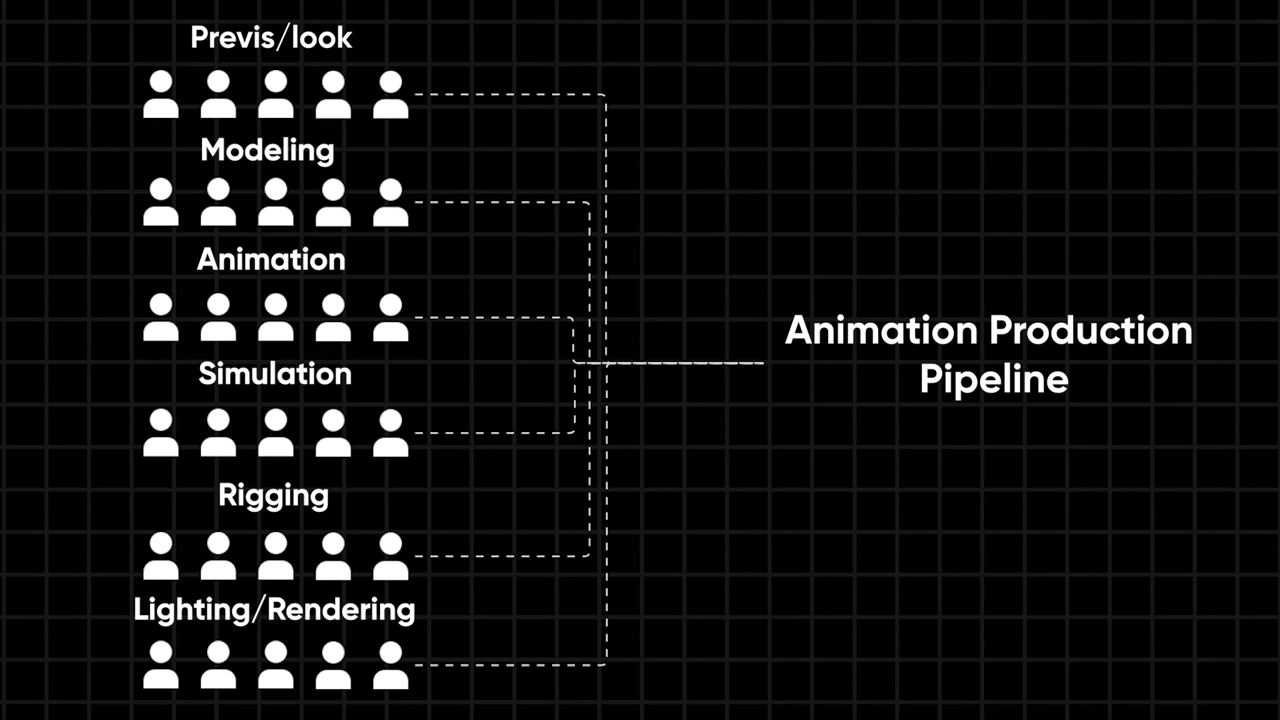 Previs/look
Modeling
Animation
Simulation
Rigging
Lighting/Rendering
Animation Production
Pipeline